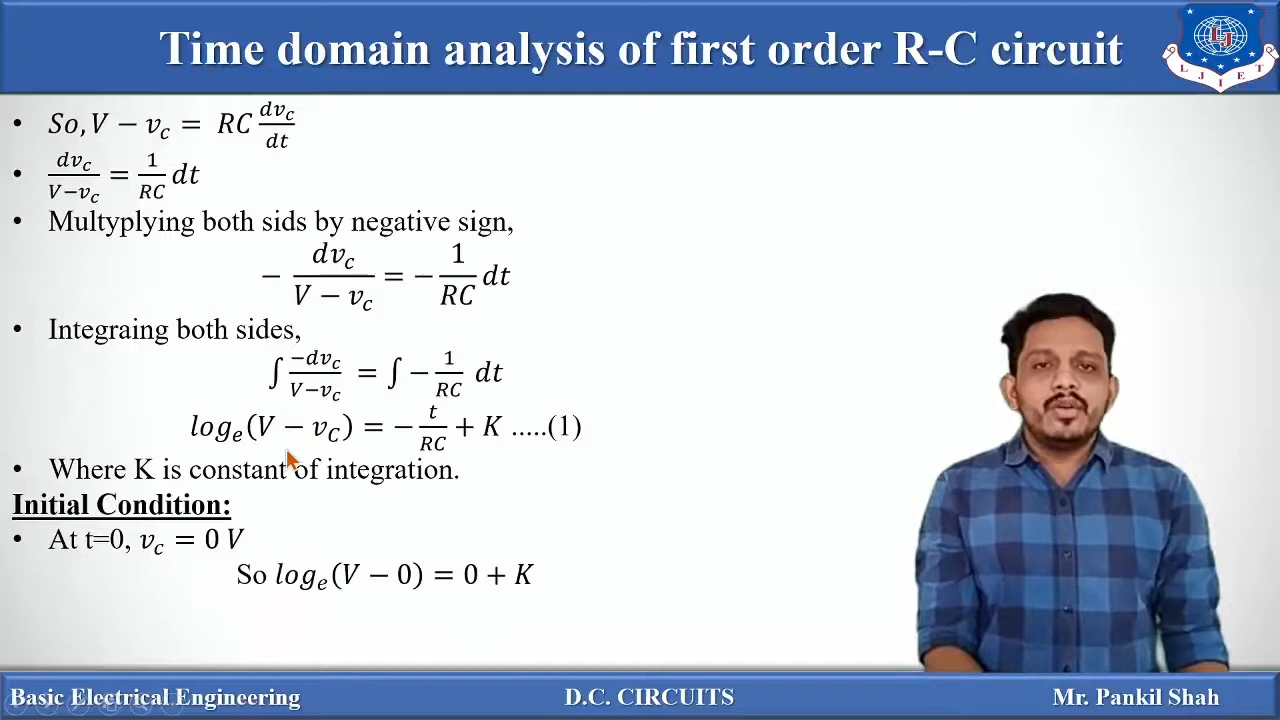 Time domain analysis of first order R-C circuit
LJIET
• So, V − v_c = RC dv_c/dt
• dv_c/(V−v_c) = 1/RC dt
• Multyplying both sids by negative sign,
− dv_c/(V − v_c) = − 1/RC dt
• Integraing both sides,
∫ −dv_c/(V−v_c) = ∫ − 1/RC dt
log_e(V − v_C) = − t/RC + K .....(1)
• Where K is constant of integration.
Initial Condition:
• At t=0, v_c = 0 V
So log_e(V − 0) = 0 + K
Basic Electrical Engineering
D.C. CIRCUITS
Mr. Pankil Shah